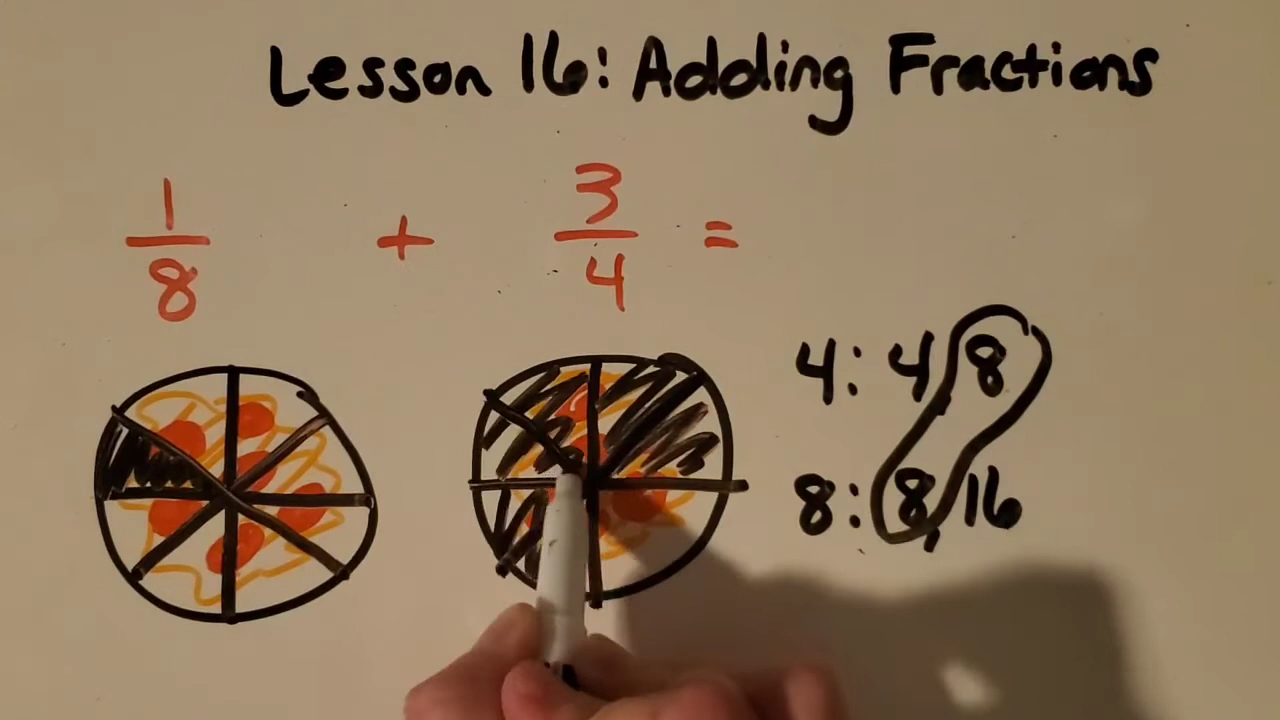 Lesson 16: Adding Fractions
1/8 + 3/4 =
4: 4, 8
8: 8, 16